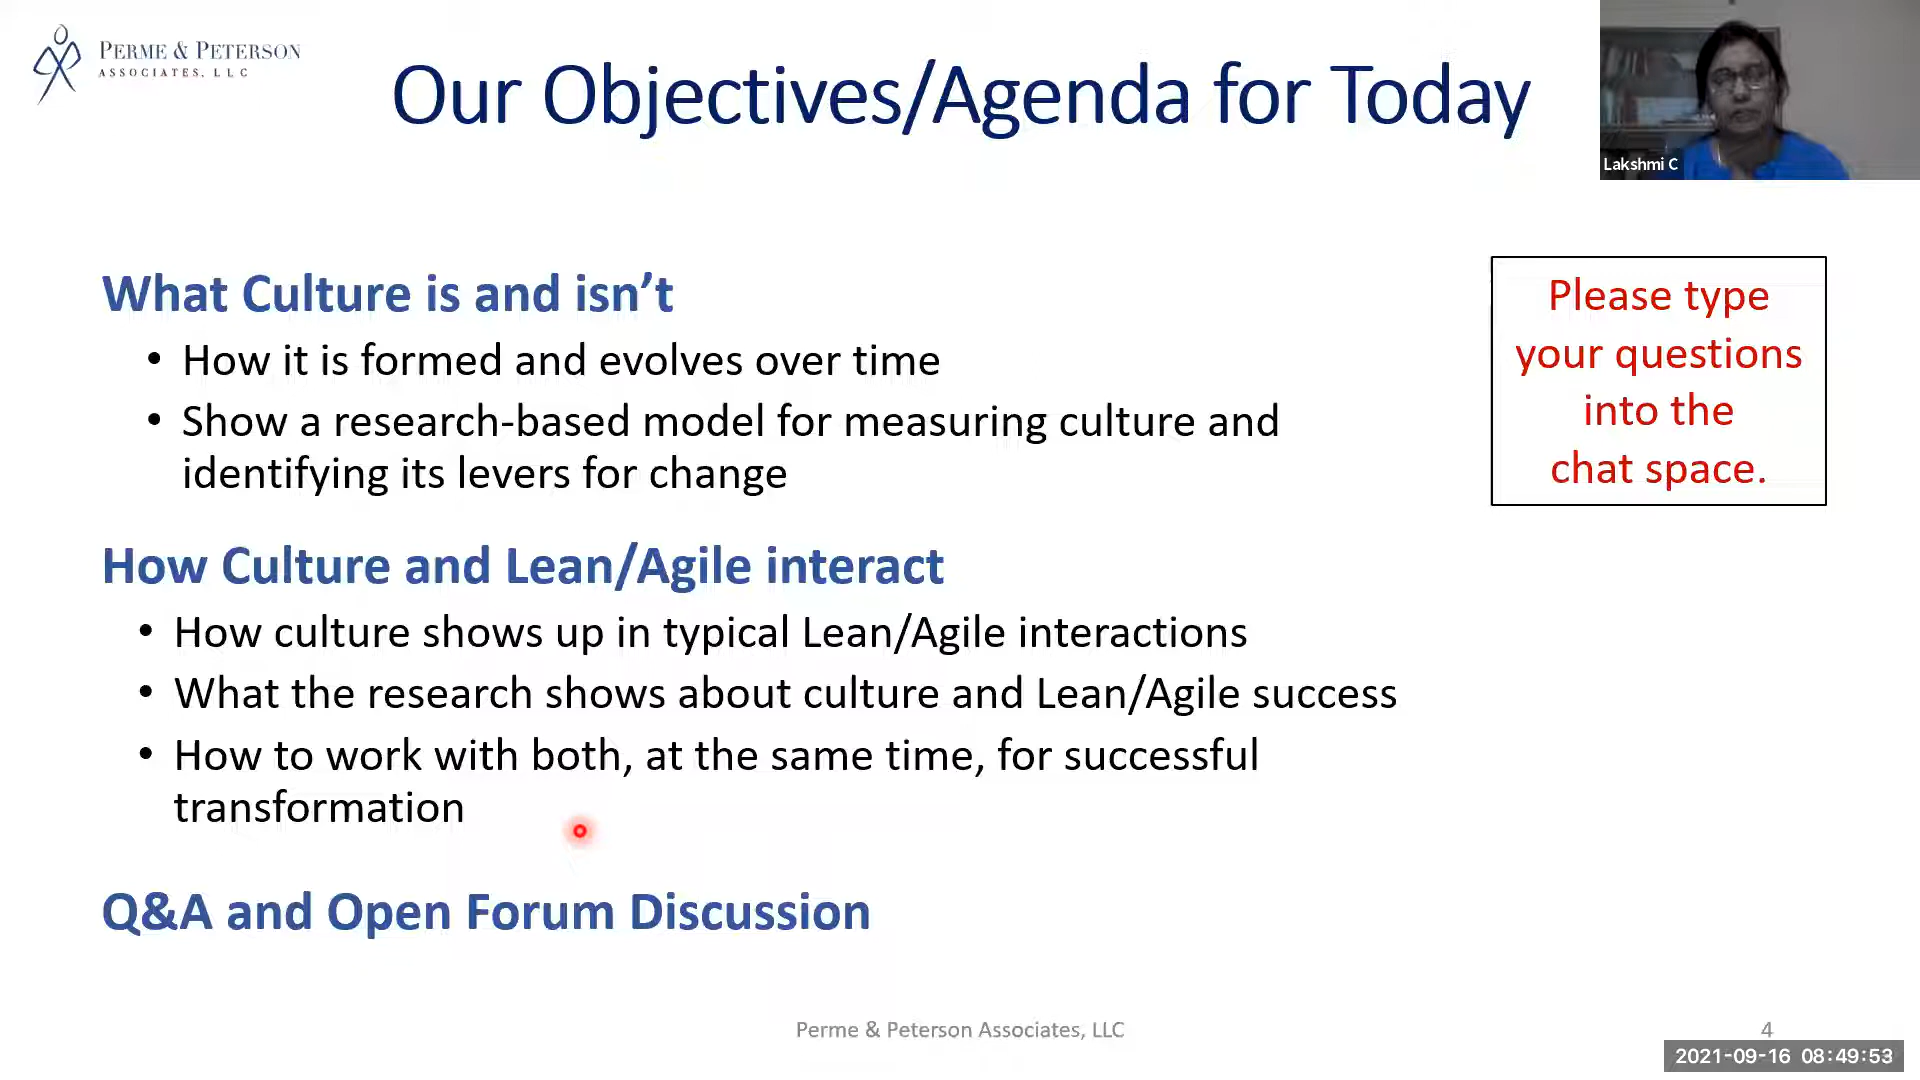 PERME & PETERSON
ASSOCIATES, LLC
Our Objectives/Agenda for Today
Lakshmi C
What Culture is and isn’t
• How it is formed and evolves over time
• Show a research-based model for measuring culture and
identifying its levers for change
Please type
your questions
into the
chat space.
How Culture and Lean/Agile interact
• How culture shows up in typical Lean/Agile interactions
• What the research shows about culture and Lean/Agile success
• How to work with both, at the same time, for successful
transformation
Q&A and Open Forum Discussion
Perme & Peterson Associates, LLC
4
2021-09-16 08:49:53